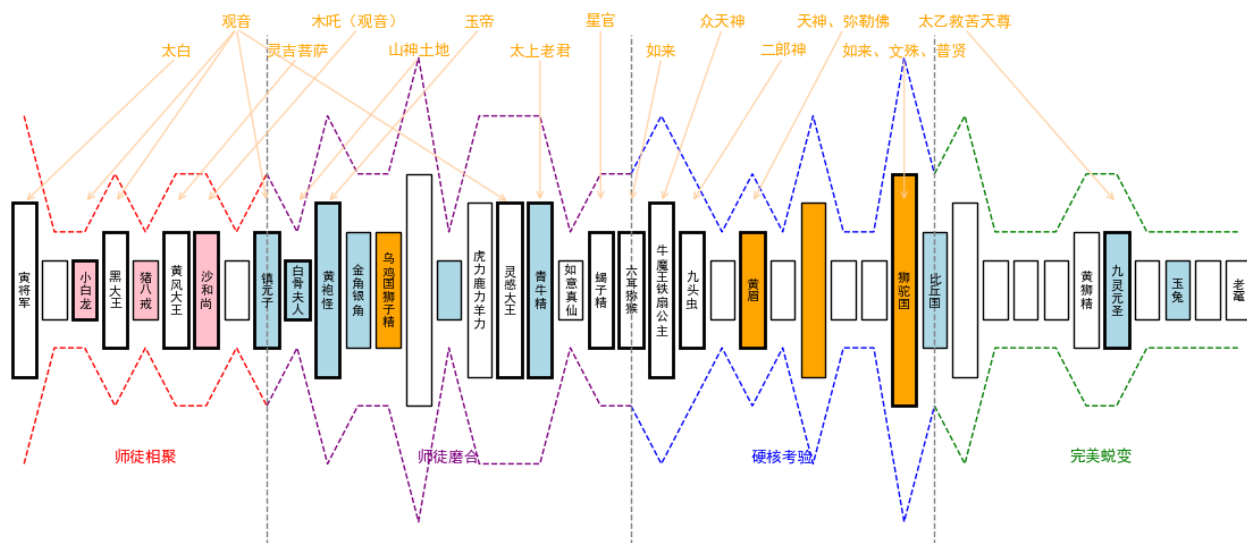 观音
木吒（观音）
玉帝
星官
众天神
天神、弥勒佛
太乙救苦天尊
太白
灵吉菩萨
山神土地
太上老君
如来
二郎神
如来、文殊、普贤
寅将军
小白龙
黑大王
猪八戒
黄风大王
沙和尚
镇元子
白骨夫人
黄袍怪
金角银角
乌鸡国狮子精
虎力鹿力羊力
灵感大王
青牛精
如意真仙
蝎子精
六耳猕猴
牛魔王铁扇公主
九头虫
黄眉
狮驼国
比丘国
黄狮精
九灵元圣
玉兔
老鼋
师徒相聚
师徒磨合
硬核考验
完美蜕变